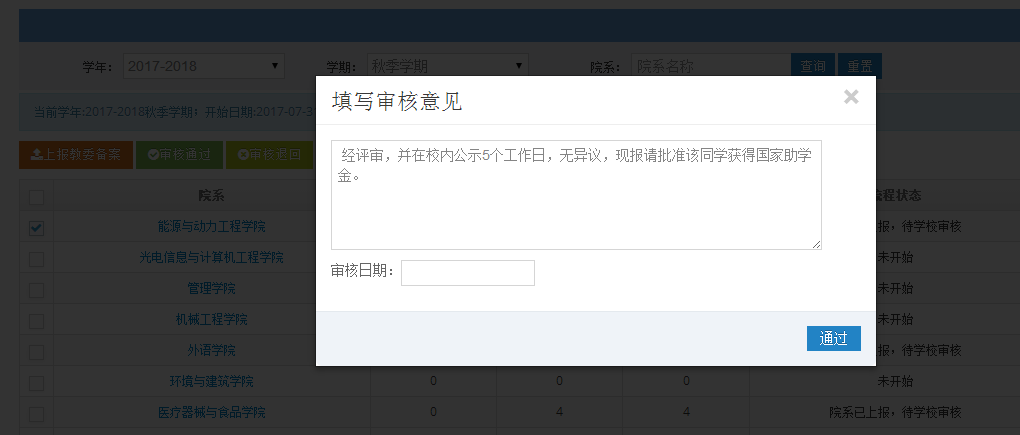 学年： 2017-2018 学期： 秋季学期 院系： 院系名称 查询 重置
当前学年:2017-2018秋季学期；开始日期:2017-07-3
上报教委备案 审核通过 审核退回
填写审核意见 ×
经评审，并在校内公示5个工作日，无异议，现报请批准该同学获得国家助学
金。
审核日期：
通过
院系 流程状态
能源与动力工程学院 报，待学校审核
光电信息与计算机工程学院 未开始
管理学院 未开始
机械工程学院 未开始
外语学院 报，待学校审核
环境与建筑学院 0 0 0 未开始
医疗器械与食品学院 0 4 4 院系已上报，待学校审核